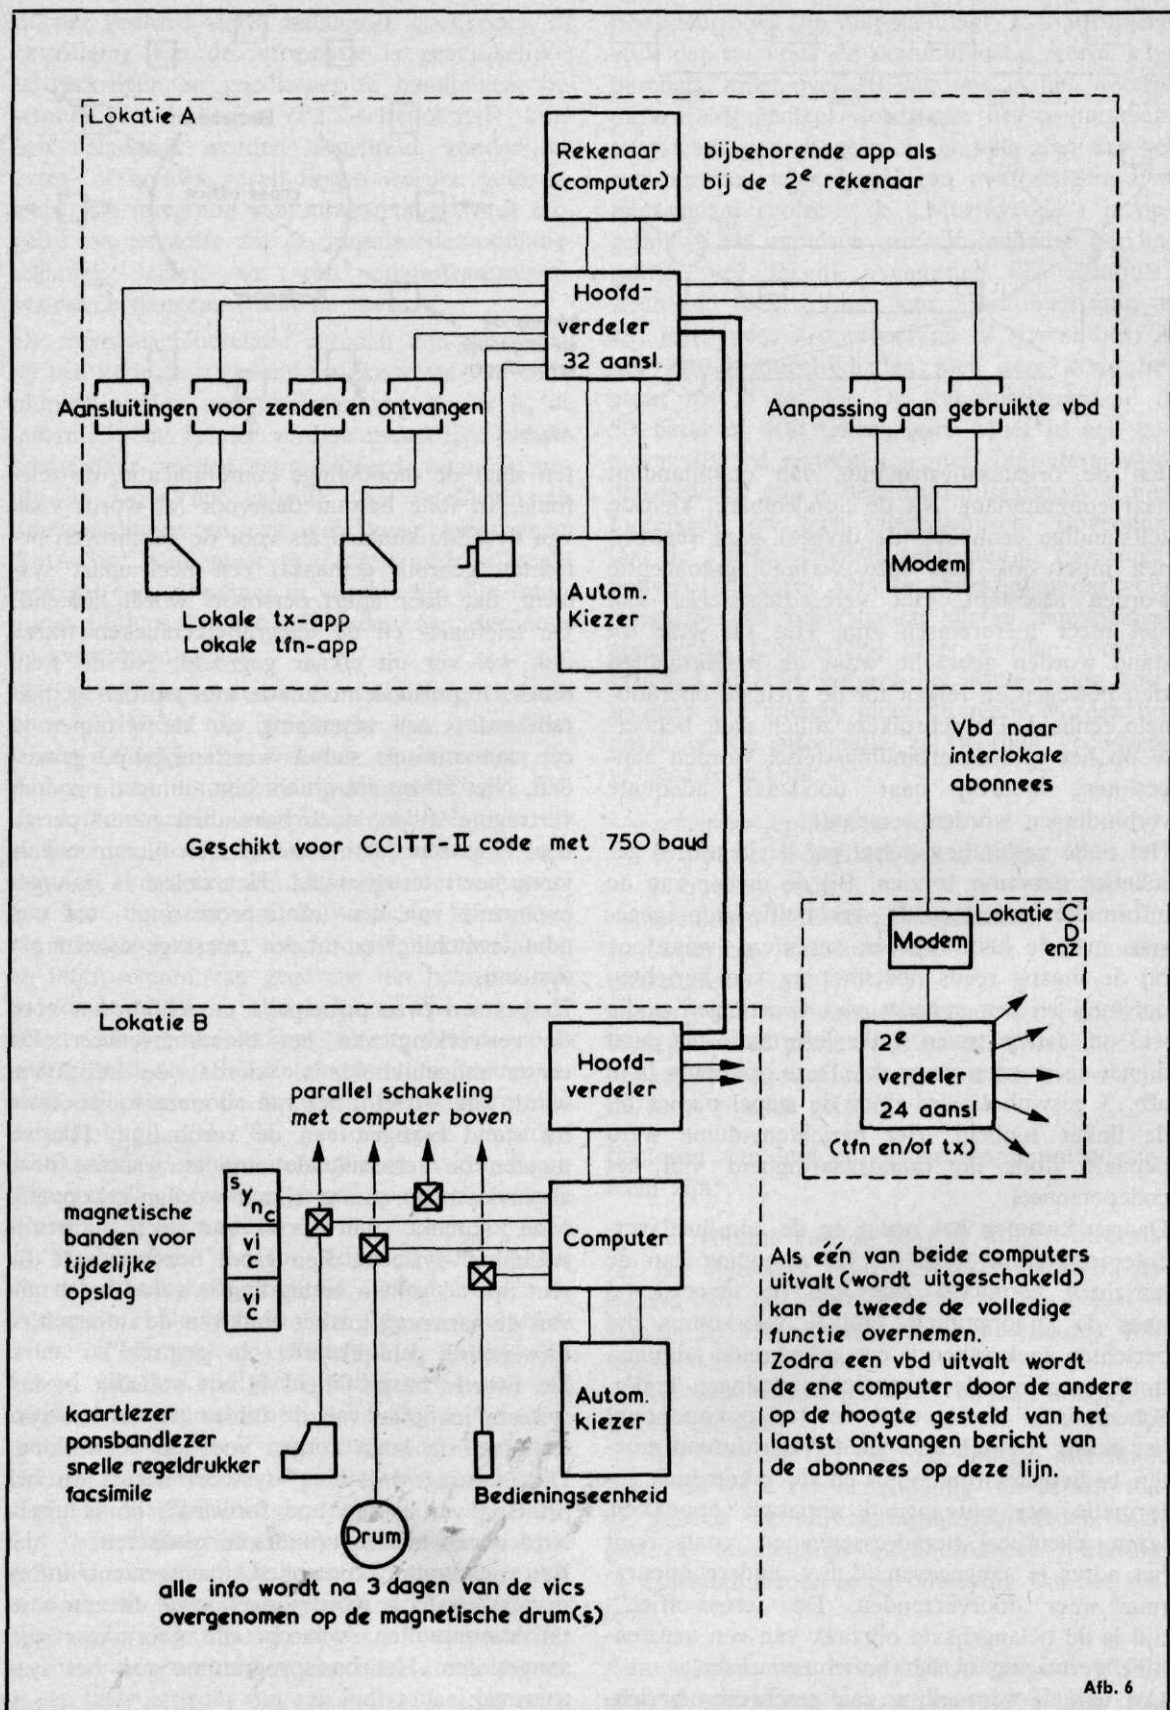 Lokatie A
Rekenaar
(computer)
bijbehorende app als
bij de 2e rekenaar
Hoofd-
verdeler
32 aansl.
Aansluitingen voor zenden en ontvangen
Aanpassing aan gebruikte vbd
Lokale tx-app
Lokale tfn-app
Autom.
Kiezer
Modem
Vbd naar
interlokale
abonnees
Geschikt voor CCITT-II code met 750 baud
Lokatie C
D
enz
Modem
2e
verdeler
24 aansl
(tfn en/of tx)
Lokatie B
Hoofd-
verdeler
parallel schakeling
met computer boven
sync
vic
vic
magnetische
banden voor
tijdelijke
opslag
Computer
Autom.
kiezer
kaartlezer
ponsbandlezer
snelle regeldrukker
facsimile
Bedieningseenheid
Drum
alle info wordt na 3 dagen van de vics
overgenomen op de magnetische drum(s)
Als één van beide computers
uitvalt (wordt uitgeschakeld)
kan de tweede de volledige
functie overnemen.
Zodra een vbd uitvalt wordt
de ene computer door de andere
op de hoogte gesteld van het
laatst ontvangen bericht van
de abonnees op deze lijn.
Afb. 6